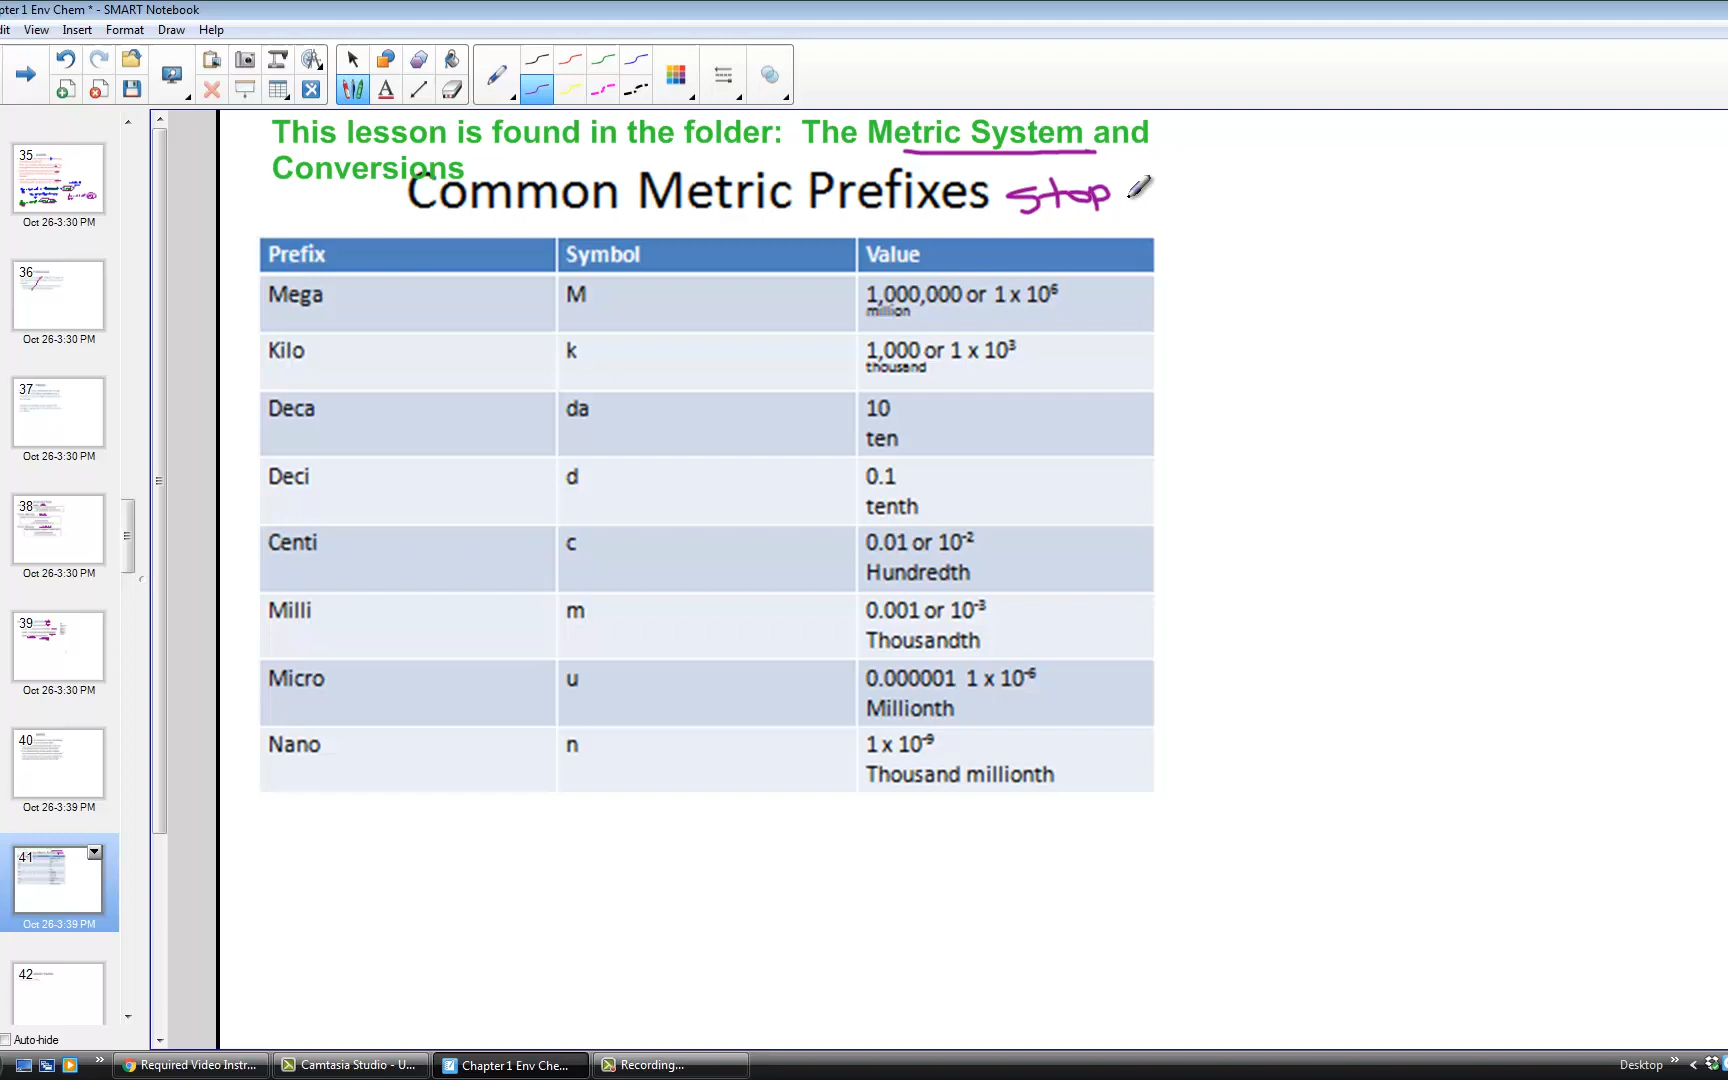 pter 1 Env Chem * - SMART Notebook
dit View Insert Format Draw Help
This lesson is found in the folder: The Metric System and
Conversions
Common Metric Prefixes stop
Prefix Symbol Value
Mega M 1,000,000 or 1 x 10⁶
million
Kilo k 1,000 or 1 x 10³
thousand
Deca da 10
ten
Deci d 0.1
tenth
Centi c 0.01 or 10⁻²
Hundredth
Milli m 0.001 or 10⁻³
Thousandth
Micro u 0.000001 1 x 10⁻⁶
Millionth
Nano n 1 x 10⁻⁹
Thousand millionth
35
Oct 26-3:30 PM
36
Oct 26-3:30 PM
37
Oct 26-3:30 PM
38
Oct 26-3:30 PM
39
Oct 26-3:30 PM
40
Oct 26-3:39 PM
41
Oct 26-3:39 PM
42
Auto-hide
Required Video Instr... Camtasia Studio - U... Chapter 1 Env Che... Recording... Desktop